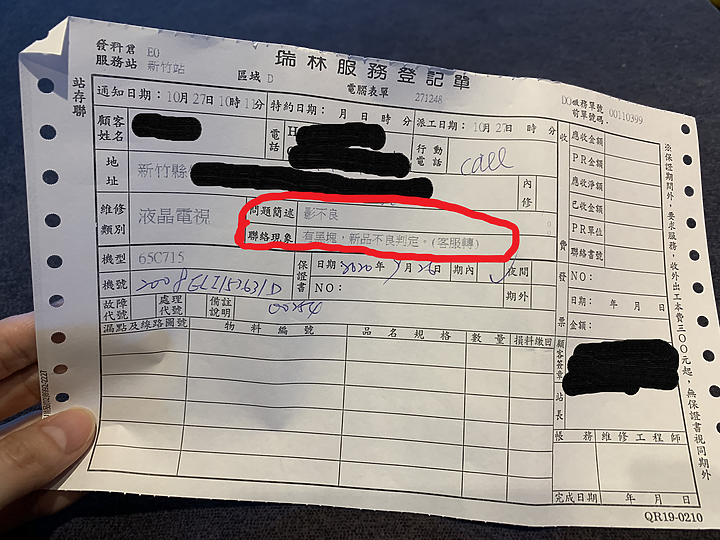 發料倉 E0
服務站 新竹站
瑞林服務登記單
區域 D
電腦表單
271248
DO服務單號 00110399
前單號碼:
站存聯
通知日期: 10月27日10時11分 特約日期: 月 日 時 分 派工日期: 10月27日 時 分
顧客姓名
電話
行動電話 call
地址 新竹縣
內修
維修類別 液晶電視
問題簡述 影不良
聯絡現象 有黑塊,新品不良判定。(客服轉)
機型 65C715
保證書 日期 2020年 月26日 期內 ✓ 夜間
NO: 期外
機號
故障代號 處理代號 備註說明
漏點及線路圖號 物料編號 品名規格 數量 損料繳回
收費
應收金額
PR金額
應收淨額
已收金額
PR單位
聯絡書號
發票
NO:
日期: 年 月 日
金額:
顧客簽章
站長
帳務 維修工程師
完成日期 年 月 日
※保證期間外,要求服務,收外出工本費三00元起,無保證書視同期外
QR19-0210